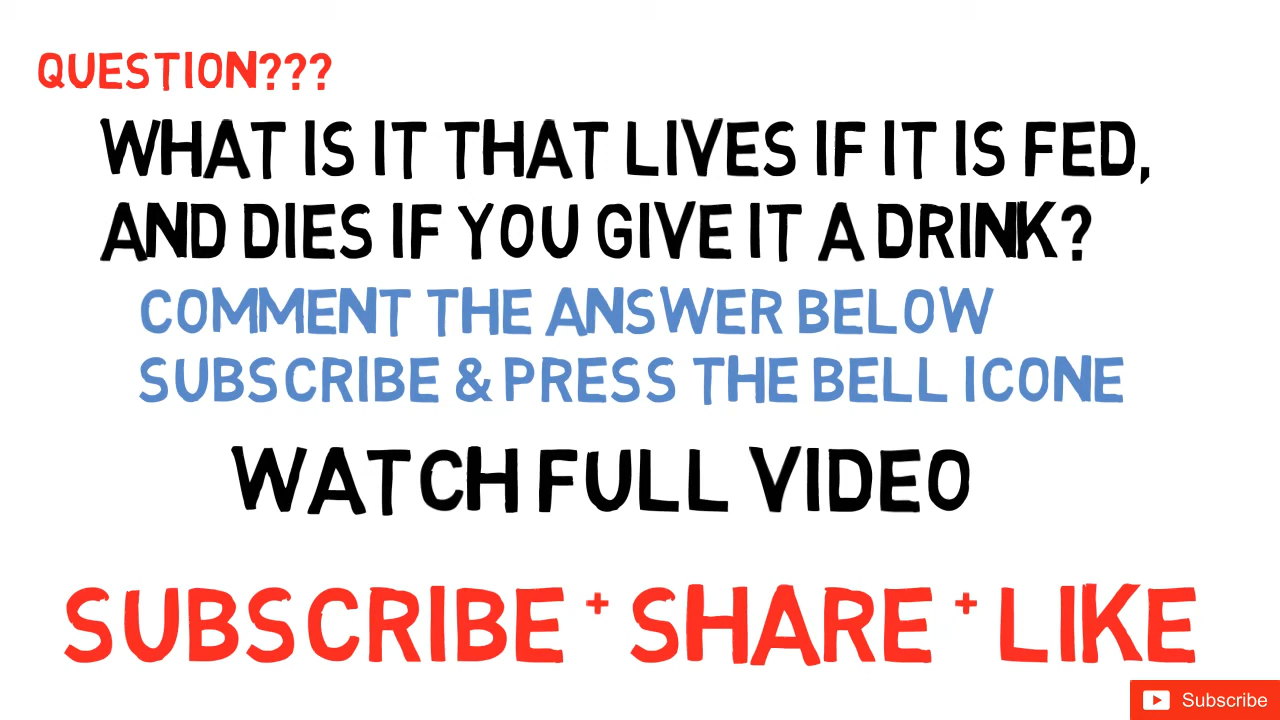 QUESTION???
WHAT IS IT THAT LIVES IF IT IS FED,
AND DIES IF YOU GIVE IT A DRINK?
COMMENT THE ANSWER BELOW
SUBSCRIBE & PRESS THE BELL ICONE
WATCH FULL VIDEO
SUBSCRIBE + SHARE + LIKE
Subscribe